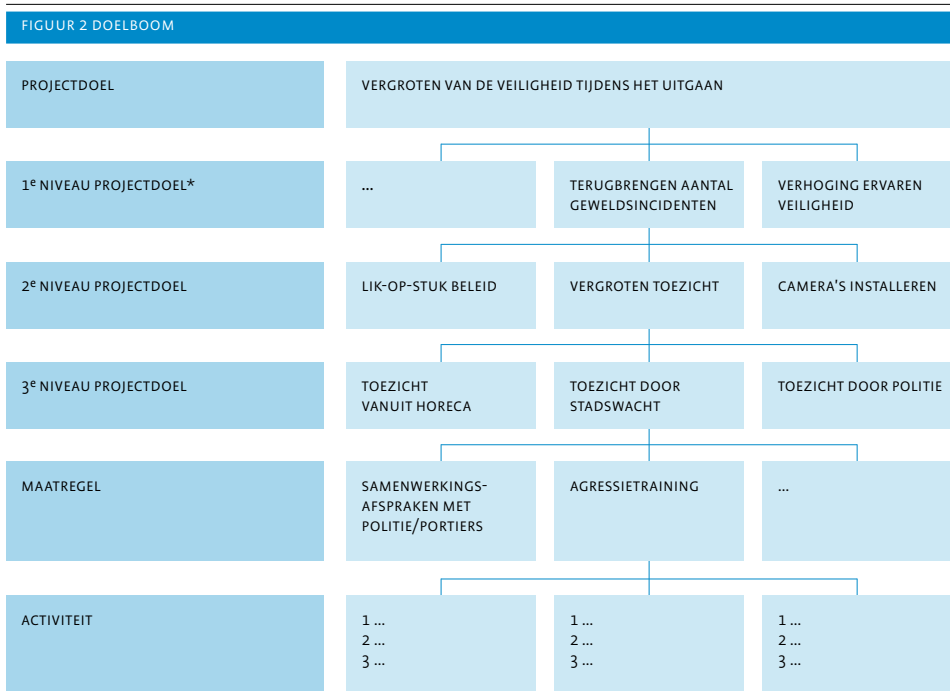 FIGUUR 2 DOELBOOM
PROJECTDOEL
VERGROTEN VAN DE VEILIGHEID TIJDENS HET UITGAAN
1e NIVEAU PROJECTDOEL*
...
TERUGBRENGEN AANTAL
GEWELDSINCIDENTEN
VERHOGING ERVAREN
VEILIGHEID
2e NIVEAU PROJECTDOEL
LIK-OP-STUK BELEID
VERGROTEN TOEZICHT
CAMERA'S INSTALLEREN
3e NIVEAU PROJECTDOEL
TOEZICHT
VANUIT HORECA
TOEZICHT DOOR
STADSWACHT
TOEZICHT DOOR POLITIE
MAATREGEL
SAMENWERKINGS-
AFSPRAKEN MET
POLITIE/PORTIERS
AGRESSIETRAINING
...
ACTIVITEIT
1 ...
2 ...
3 ...
1 ...
2 ...
3 ...
1 ...
2 ...
3 ...